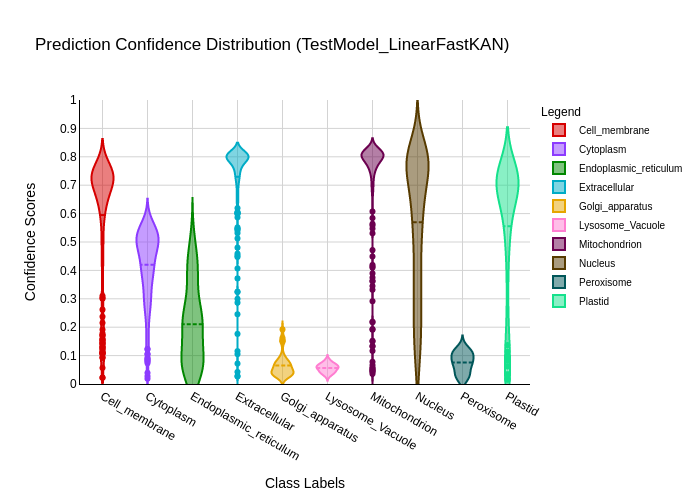 Prediction Confidence Distribution (TestModel_LinearFastKAN)
Legend
Cell_membrane
Cytoplasm
Endoplasmic_reticulum
Extracellular
Golgi_apparatus
Lysosome_Vacuole
Mitochondrion
Nucleus
Peroxisome
Plastid
Confidence Scores
1
0.9
0.8
0.7
0.6
0.5
0.4
0.3
0.2
0.1
0
Cell_membrane
Cytoplasm
Endoplasmic_reticulum
Extracellular
Golgi_apparatus
Lysosome_Vacuole
Mitochondrion
Nucleus
Peroxisome
Plastid
Class Labels